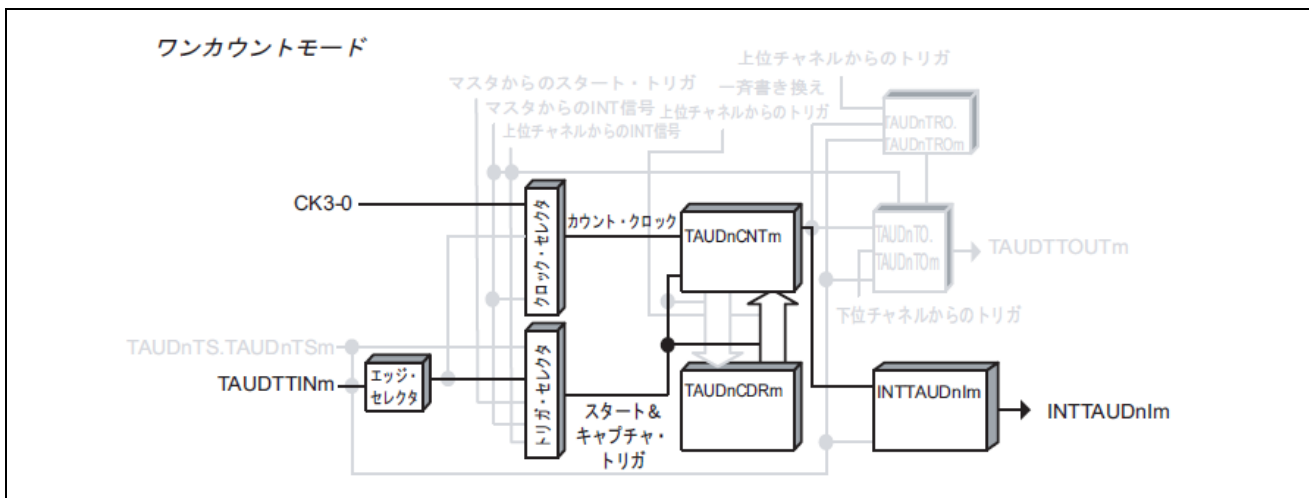 ワンカウントモード
上位チャネルからのトリガ
マスタからのスタート・トリガ
一斉書き換え
マスタからのINT信号
上位チャネルからのトリガ
上位チャネルからのINT信号
TAUDnTRO.
TAUDnTROm
CK3-0
クロック・セレクタ
カウント・クロック
TAUDnCNTm
TAUDnTO.
TAUDnTOm
TAUDTTOUTm
下位チャネルからのトリガ
TAUDnTS.TAUDnTSm
TAUDTTINm
エッジ・
セレクタ
トリガ・セレクタ
スタート&
キャプチャ・
トリガ
TAUDnCDRm
INTTAUDnIm
INTTAUDnIm